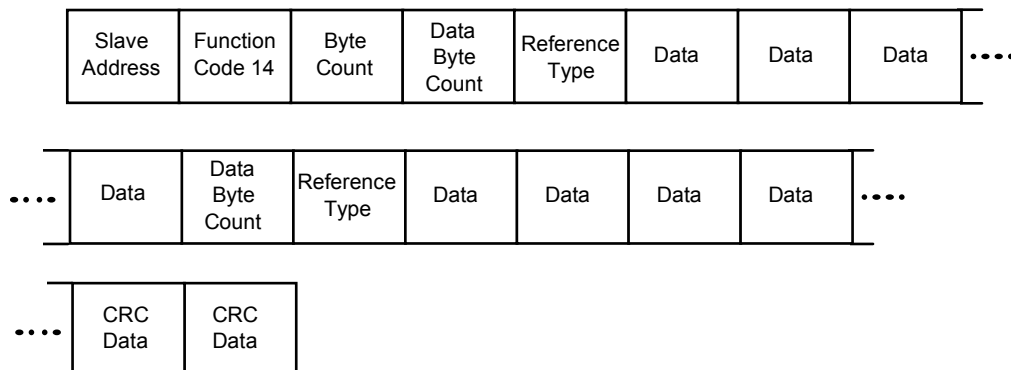 Slave Address
Function Code 14
Byte Count
Data Byte Count
Reference Type
Data
Data
Data
Data
Data Byte Count
Reference Type
Data
Data
Data
Data
CRC Data
CRC Data